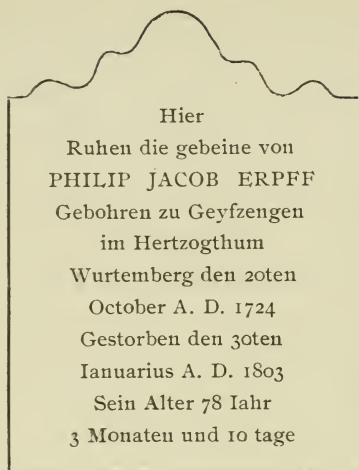 Hier
Ruhen die gebeine von
PHILIP JACOB ERPFF
Gebohren zu Geyfzengen
im Hertzogthum
Wurtemberg den 20ten
October A. D. 1724
Gestorben den 30ten
Ianuarius A. D. 1803
Sein Alter 78 Iahr
3 Monaten und 10 tage